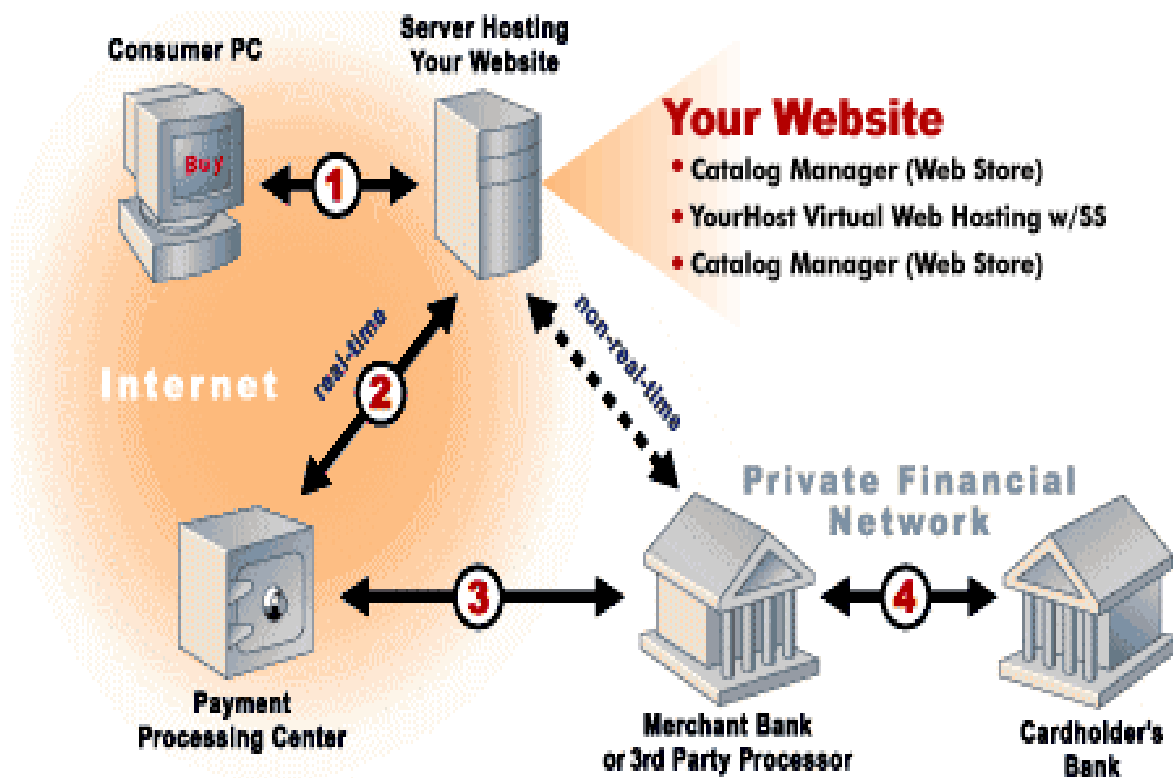 Consumer PC
Server Hosting
Your Website
Buy
1
Your Website
• Catalog Manager (Web Store)
• YourHost Virtual Web Hosting w/SS
• Catalog Manager (Web Store)
real-time
non-real-time
2
Internet
Private Financial
Network
3
4
Payment
Processing Center
Merchant Bank
or 3rd Party Processor
Cardholder's
Bank